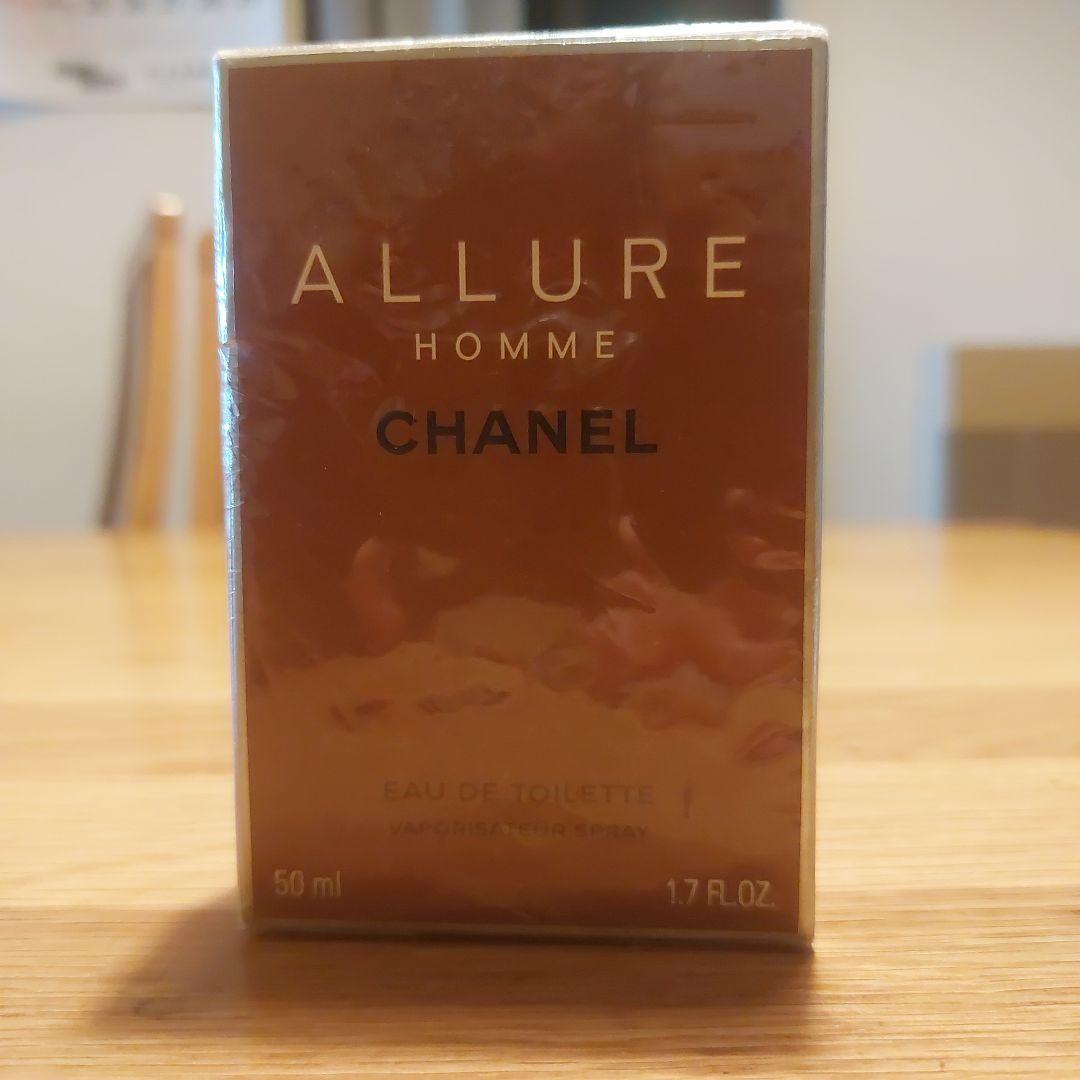 ALLURE
HOMME
CHANEL
EAU DE TOILETTE
VAPORISATEUR SPRAY
50 ml
1.7 FL.OZ.